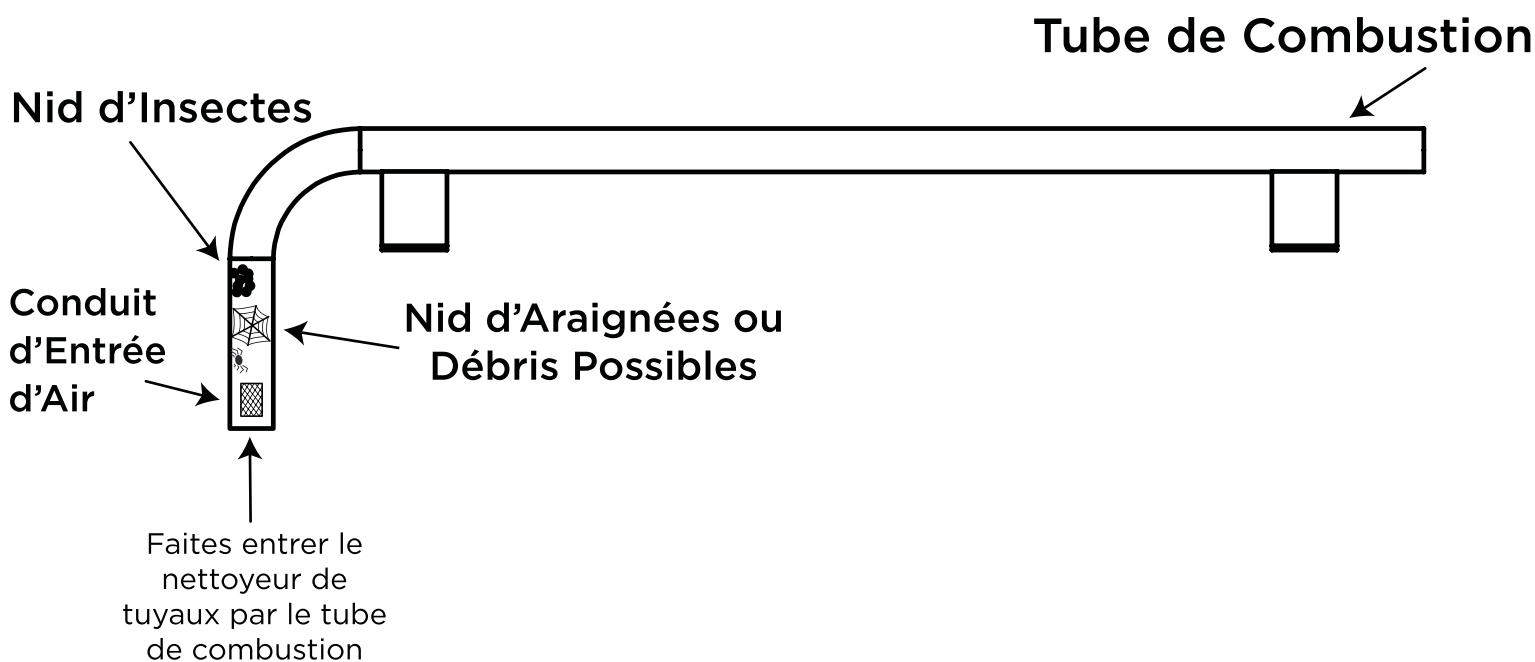 Tube de Combustion
Nid d’Insectes
Conduit
d’Entrée
d’Air
Nid d’Araignées ou
Débris Possibles
Faites entrer le
nettoyeur de
tuyaux par le tube
de combustion